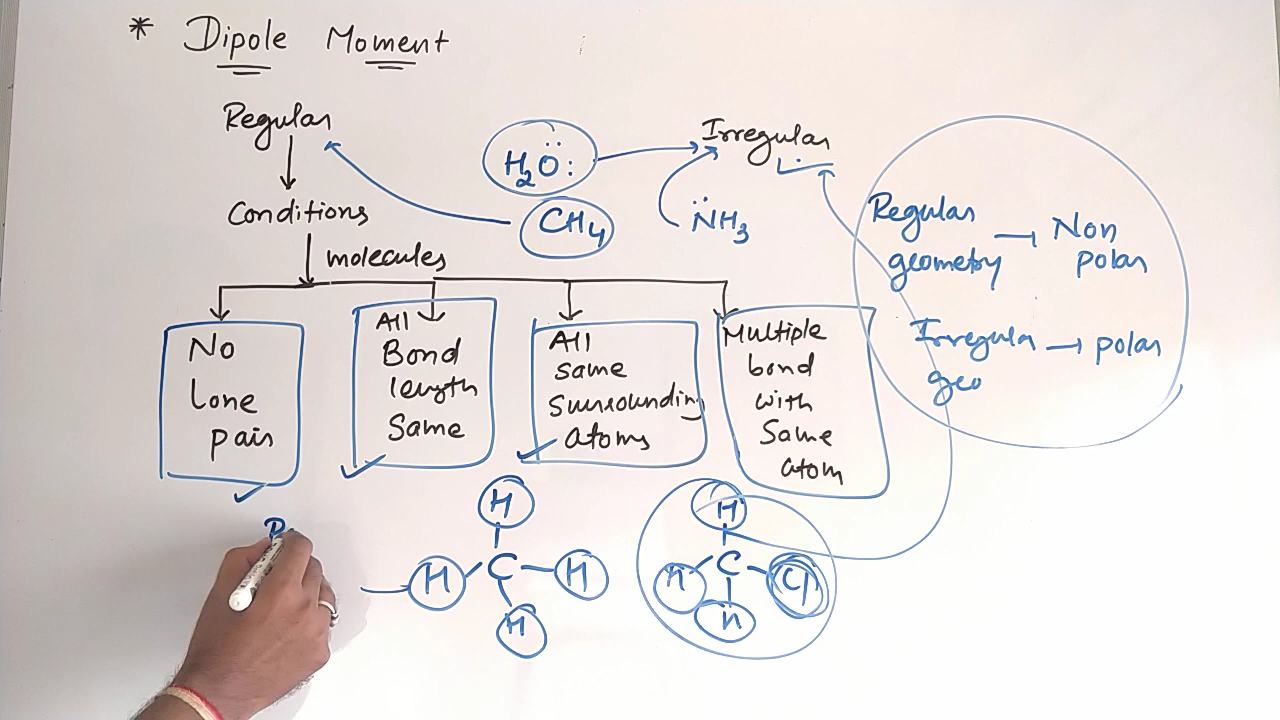 * Dipole Moment
Regular
Irregular
H₂O:
CH₄
NH₃
Conditions
molecules
No
Lone
pair
All
Bond
length
Same
All
same
surrounding
atoms
Multiple
bond
with
Same
atom
Regular
geometry → Non
polar
Irregular → polar
geo
H
H C H
H
H
H C Cl
H